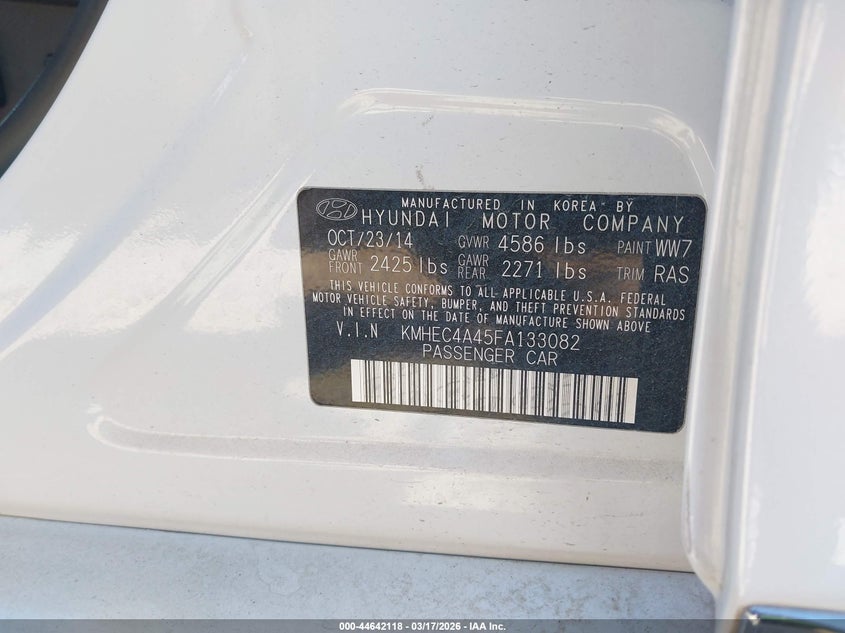 MANUFACTURED IN KOREA BY
HYUNDAI MOTOR COMPANY
OCT/23/14 GVWR 4586 lbs PAINT WW7
GAWR FRONT 2425 lbs GAWR REAR 2271 lbs TRIM RAS
THIS VEHICLE CONFORMS TO ALL APPLICABLE U.S.A. FEDERAL
MOTOR VEHICLE SAFETY, BUMPER, AND THEFT PREVENTION STANDARDS
IN EFFECT ON THE DATE OF MANUFACTURE SHOWN ABOVE
V.I.N KMHEC4A45FA133082
PASSENGER CAR
000-44642118 - 03/17/2026 - IAA Inc.